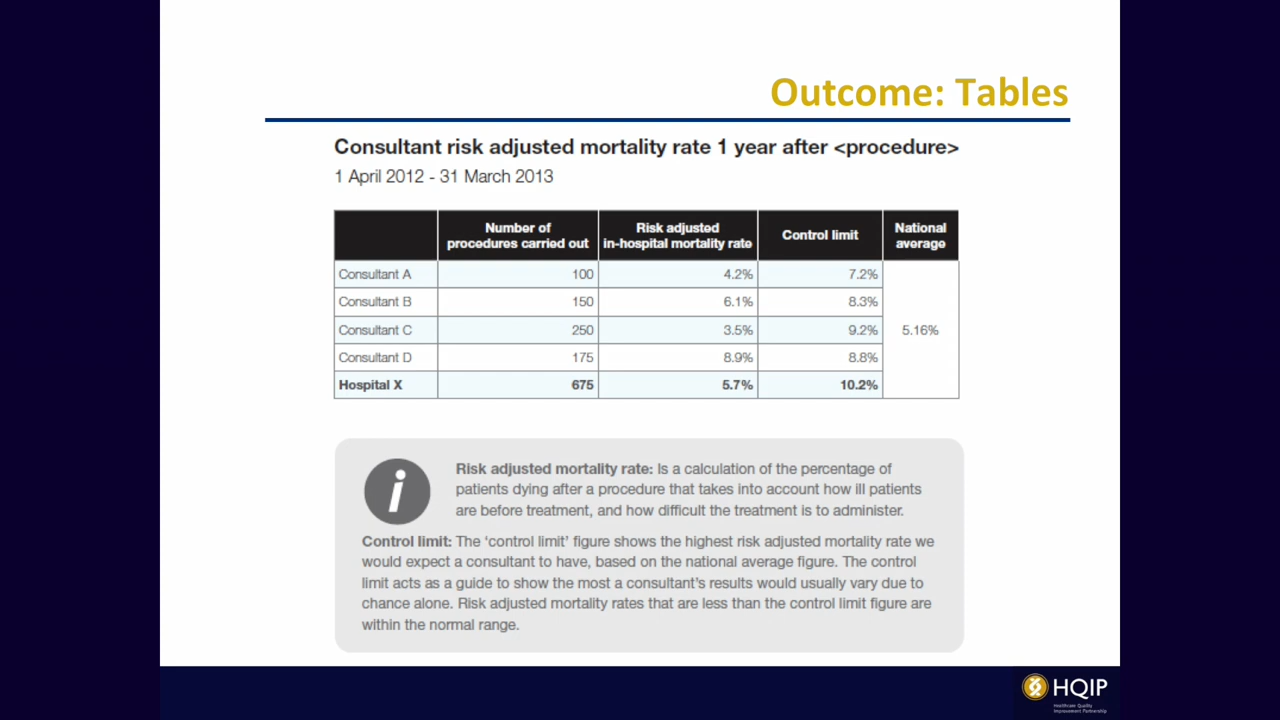 Outcome: Tables
Consultant risk adjusted mortality rate 1 year after <procedure>
1 April 2012 - 31 March 2013
Number of procedures carried out Risk adjusted in-hospital mortality rate Control limit National average
Consultant A 100 4.2% 7.2%
Consultant B 150 6.1% 8.3%
Consultant C 250 3.5% 9.2% 5.16%
Consultant D 175 8.9% 8.8%
Hospital X 675 5.7% 10.2%
i
Risk adjusted mortality rate: Is a calculation of the percentage of
patients dying after a procedure that takes into account how ill patients
are before treatment, and how difficult the treatment is to administer.
Control limit: The ‘control limit’ figure shows the highest risk adjusted mortality rate we
would expect a consultant to have, based on the national average figure. The control
limit acts as a guide to show the most a consultant’s results would usually vary due to
chance alone. Risk adjusted mortality rates that are less than the control limit figure are
within the normal range.
HQIP
Healthcare Quality
Improvement Partnership